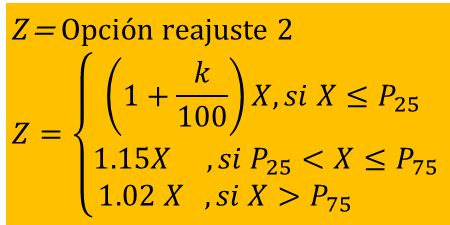 Z = Opción reajuste 2
Z = { (1 + k/100) X, si X ≤ P₂₅
1.15X , si P₂₅ < X ≤ P₇₅
1.02 X , si X > P₇₅